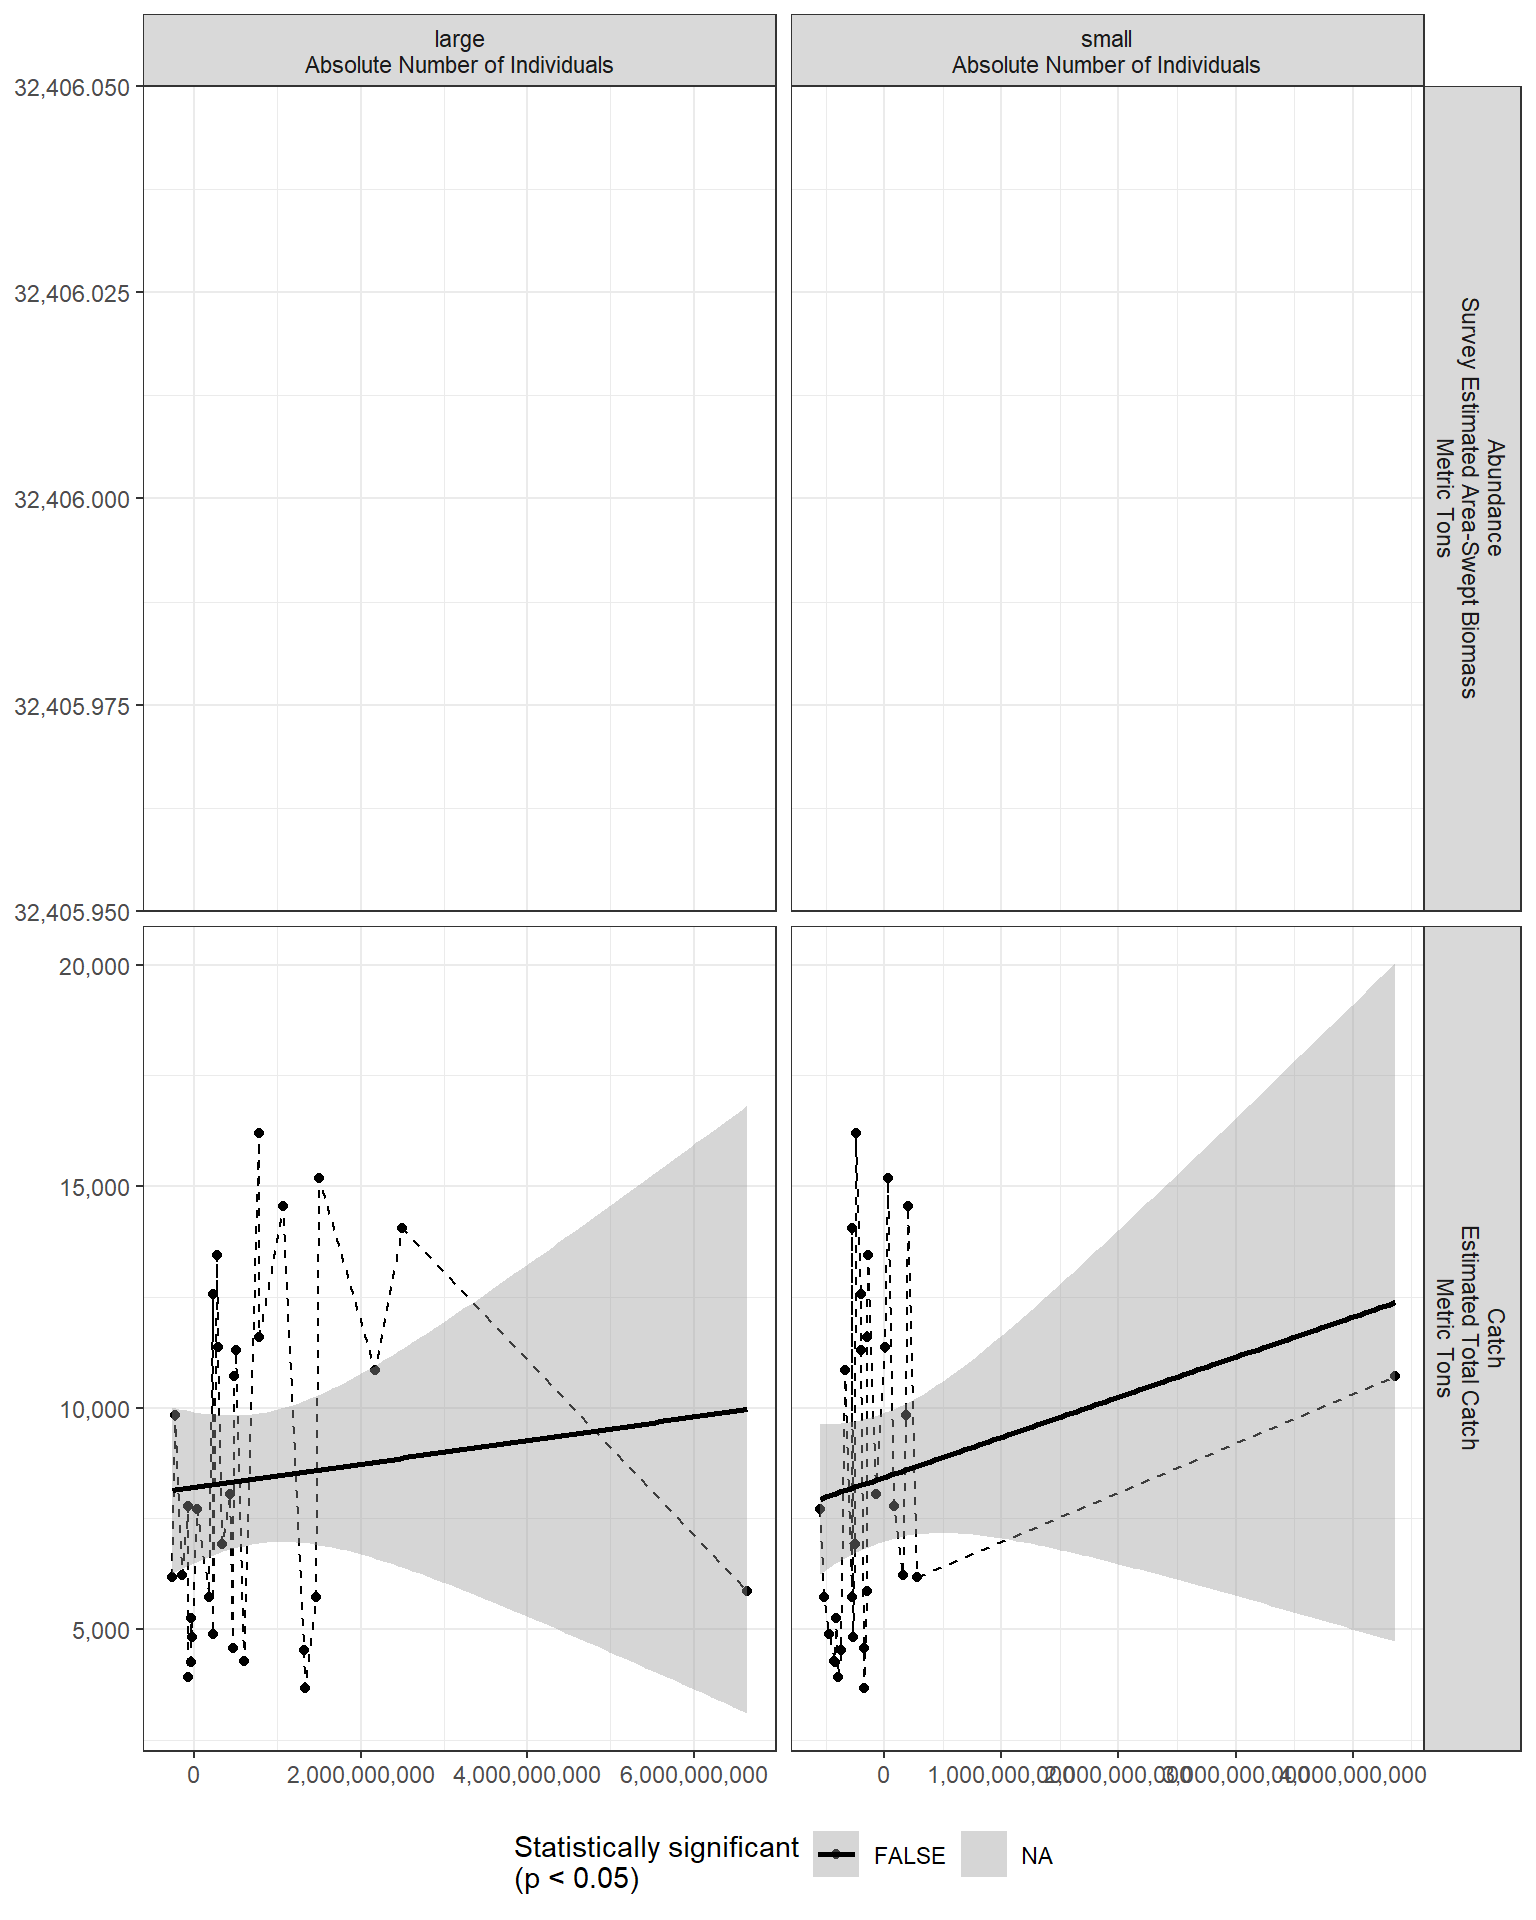 large
Absolute Number of Individuals
small
Absolute Number of Individuals
32,406.050
32,406.025
32,406.000
32,405.975
32,405.950
Abundance
Survey Estimated Area-Swept Biomass
Metric Tons
20,000
15,000
10,000
5,000
Catch
Estimated Total Catch
Metric Tons
0 2,000,000,000 4,000,000,000 6,000,000,000
0 1,000,000,000 2,000,000,000 3,000,000,000 4,000,000,000
Statistically significant
(p < 0.05)
FALSE NA